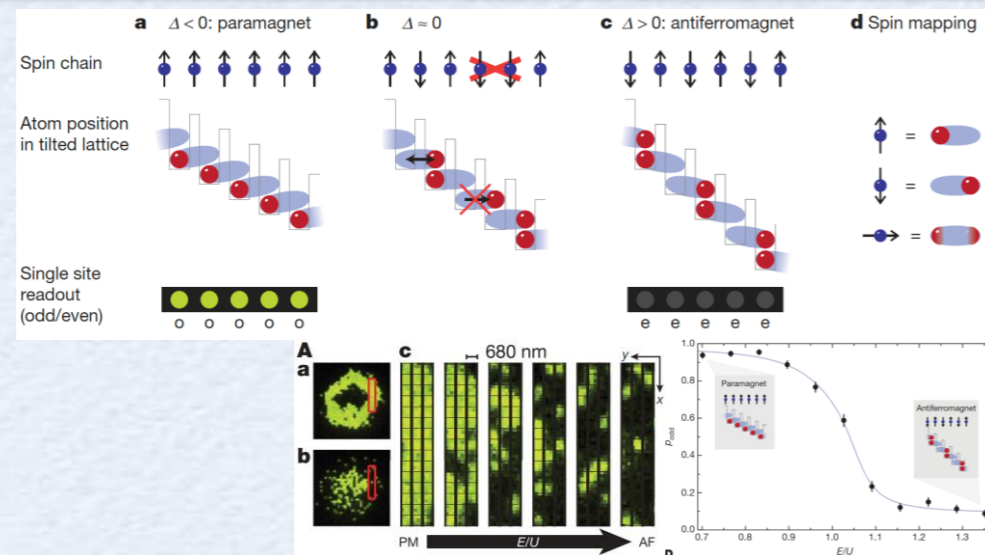 a Δ < 0: paramagnet
b Δ ≈ 0
c Δ > 0: antiferromagnet
d Spin mapping
Spin chain
Atom position
in tilted lattice
=
=
=
Single site
readout
(odd/even)
o o o o o
e e e e e
A
a
b
c
680 nm
y
x
PM
E/U
AF
1.0
0.8
0.6
0.4
0.2
0.0
Podd
Paramagnet
Antiferromagnet
0.7 0.8 0.9 1.0 1.1 1.2 1.3
E/U